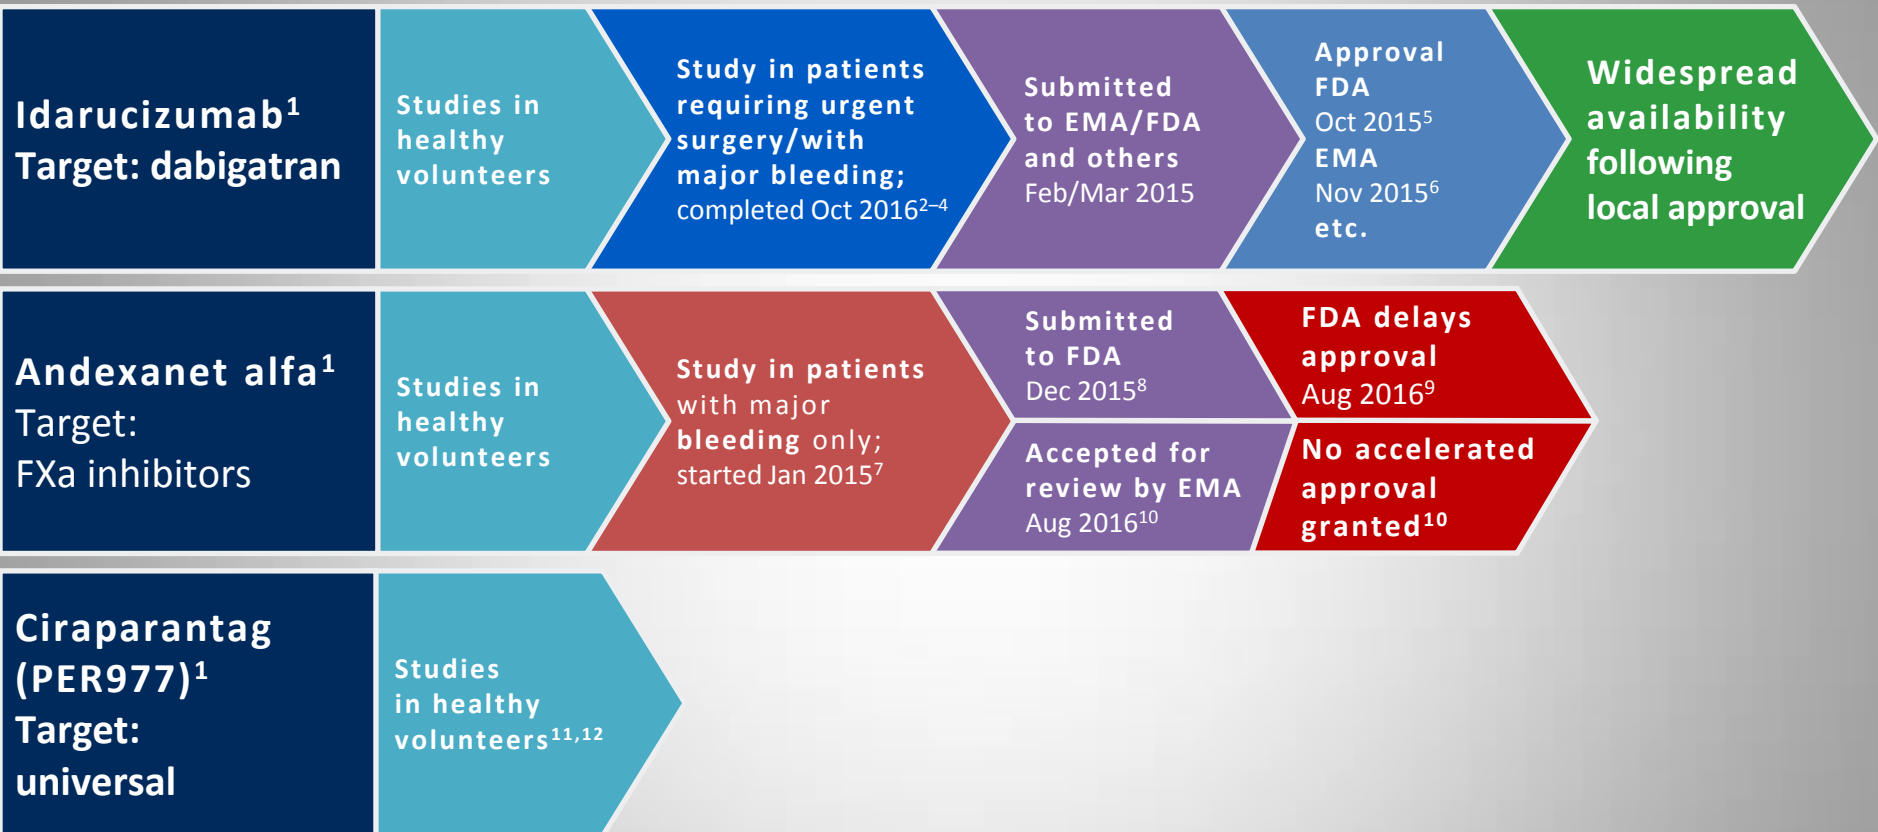 Idarucizumab¹
Target: dabigatran
Studies in
healthy
volunteers
Study in patients
requiring urgent
surgery/with
major bleeding;
completed Oct 2016²⁻⁴
Submitted
to EMA/FDA
and others
Feb/Mar 2015
Approval
FDA
Oct 2015⁵
EMA
Nov 2015⁶
etc.
Widespread
availability
following
local approval
Andexanet alfa¹
Target:
FXa inhibitors
Studies in
healthy
volunteers
Study in patients
with major
bleeding only;
started Jan 2015⁷
Submitted
to FDA
Dec 2015⁸
FDA delays
approval
Aug 2016⁹
Accepted for
review by EMA
Aug 2016¹⁰
No accelerated
approval
granted¹⁰
Ciraparantag
(PER977)¹
Target:
universal
Studies
in healthy
volunteers¹¹,¹²